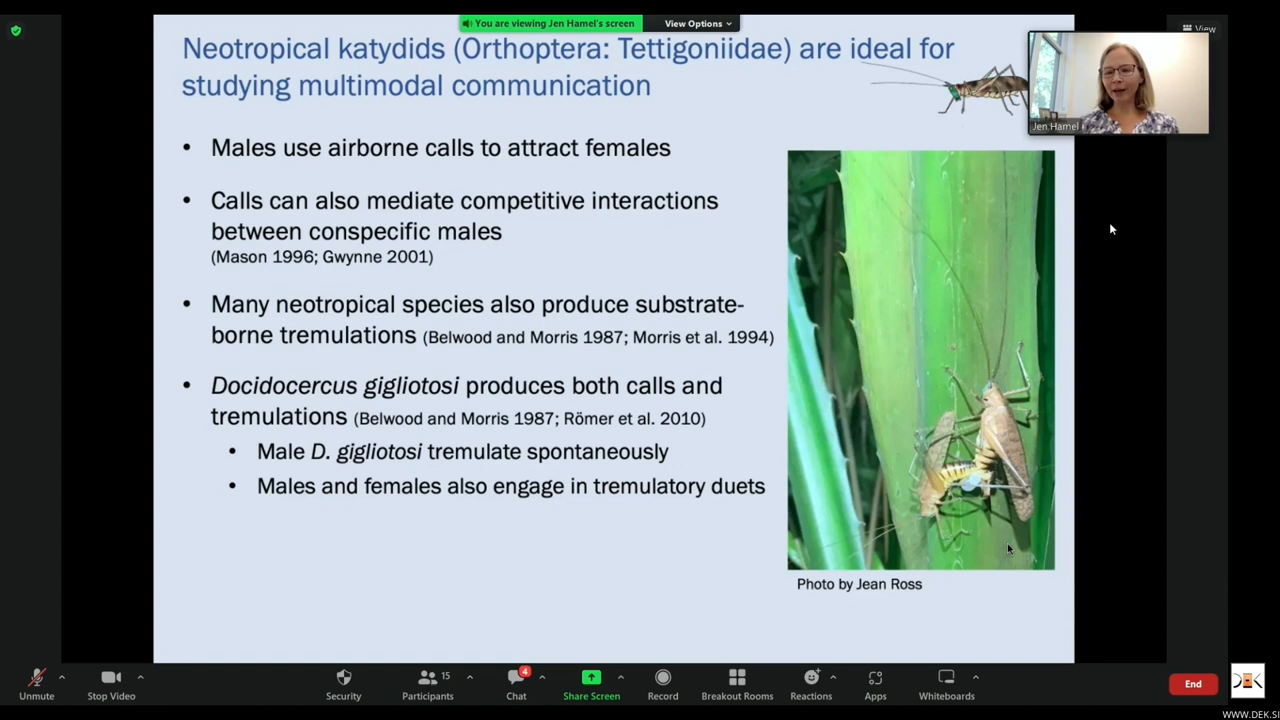 You are viewing Jen Hamel's screen
View Options
View
Neotropical katydids (Orthoptera: Tettigoniidae) are ideal for
studying multimodal communication
Jen Hamel
• Males use airborne calls to attract females
• Calls can also mediate competitive interactions
between conspecific males
(Mason 1996; Gwynne 2001)
• Many neotropical species also produce substrate-
borne tremulations (Belwood and Morris 1987; Morris et al. 1994)
• Docidocercus gigliotosi produces both calls and
tremulations (Belwood and Morris 1987; Römer et al. 2010)
• Male D. gigliotosi tremulate spontaneously
• Males and females also engage in tremulatory duets
Photo by Jean Ross
Unmute
Stop Video
Security
15
Participants
4
Chat
Share Screen
Record
Breakout Rooms
Reactions
Apps
Whiteboards
End
WWW.DEK.SI